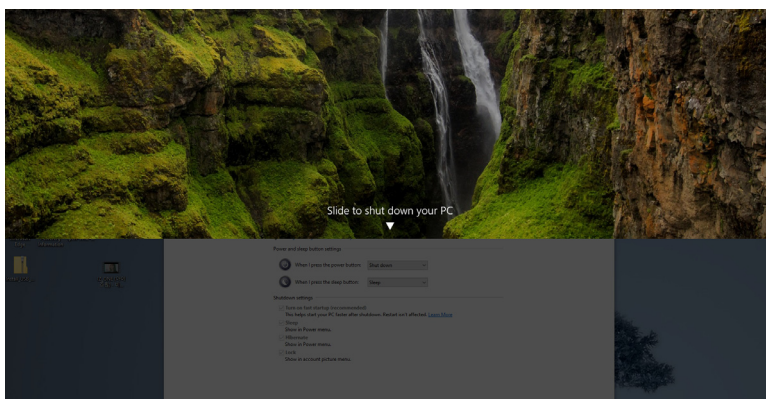 Slide to shut down your PC
Power and sleep button settings
When I press the power button: Shut down
When I press the sleep button: Sleep
Shutdown settings
Turn on fast startup (recommended)
This helps start your PC faster after shutdown. Restart isn't affected. Learn More
Sleep
Show in Power menu.
Hibernate
Show in Power menu.
Lock
Show in account picture menu.